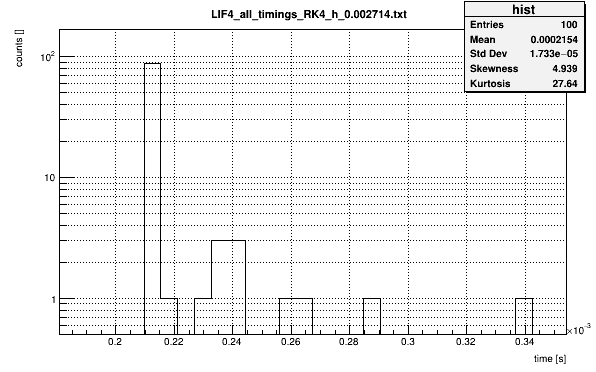 LIF4_all_timings_RK4_h_0.002714.txt
hist
Entries 100
Mean 0.0002154
Std Dev 1.733e−05
Skewness 4.939
Kurtosis 27.64
counts []
10²
10
1
0.2 0.22 0.24 0.26 0.28 0.3 0.32 0.34
×10⁻³
time [s]